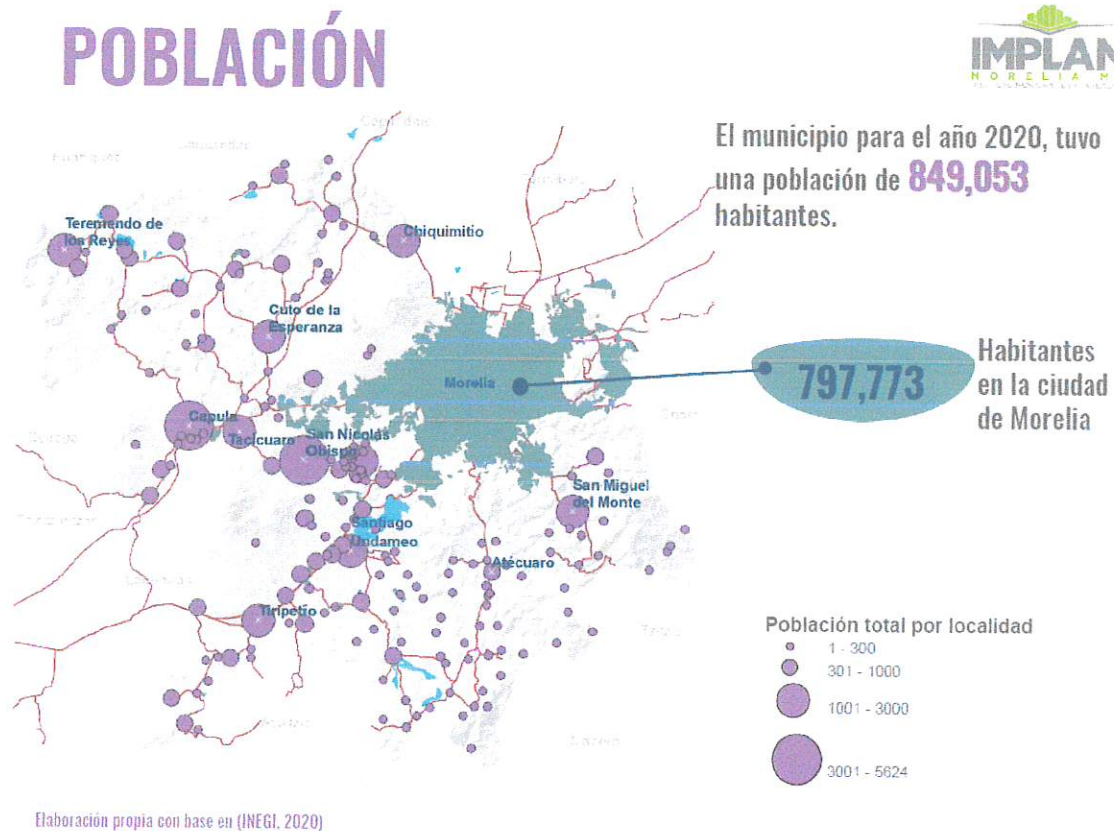 POBLACIÓN
IMPLAN
El municipio para el año 2020, tuvo
una población de 849,053
habitantes.
Teremendo de
los Reyes
Chiquimitio
Cuto de la
Esperanza
Morelia
797,773
Habitantes
en la ciudad
de Morelia
Capula
Tacicuaro
San Nicolás
Obispo
San Miguel
del Monte
Santiago
Undameo
Atécuaro
Tiripetío
Población total por localidad
1 - 300
301 - 1000
1001 - 3000
3001 - 5624
Elaboración propia con base en (INEGI, 2020)